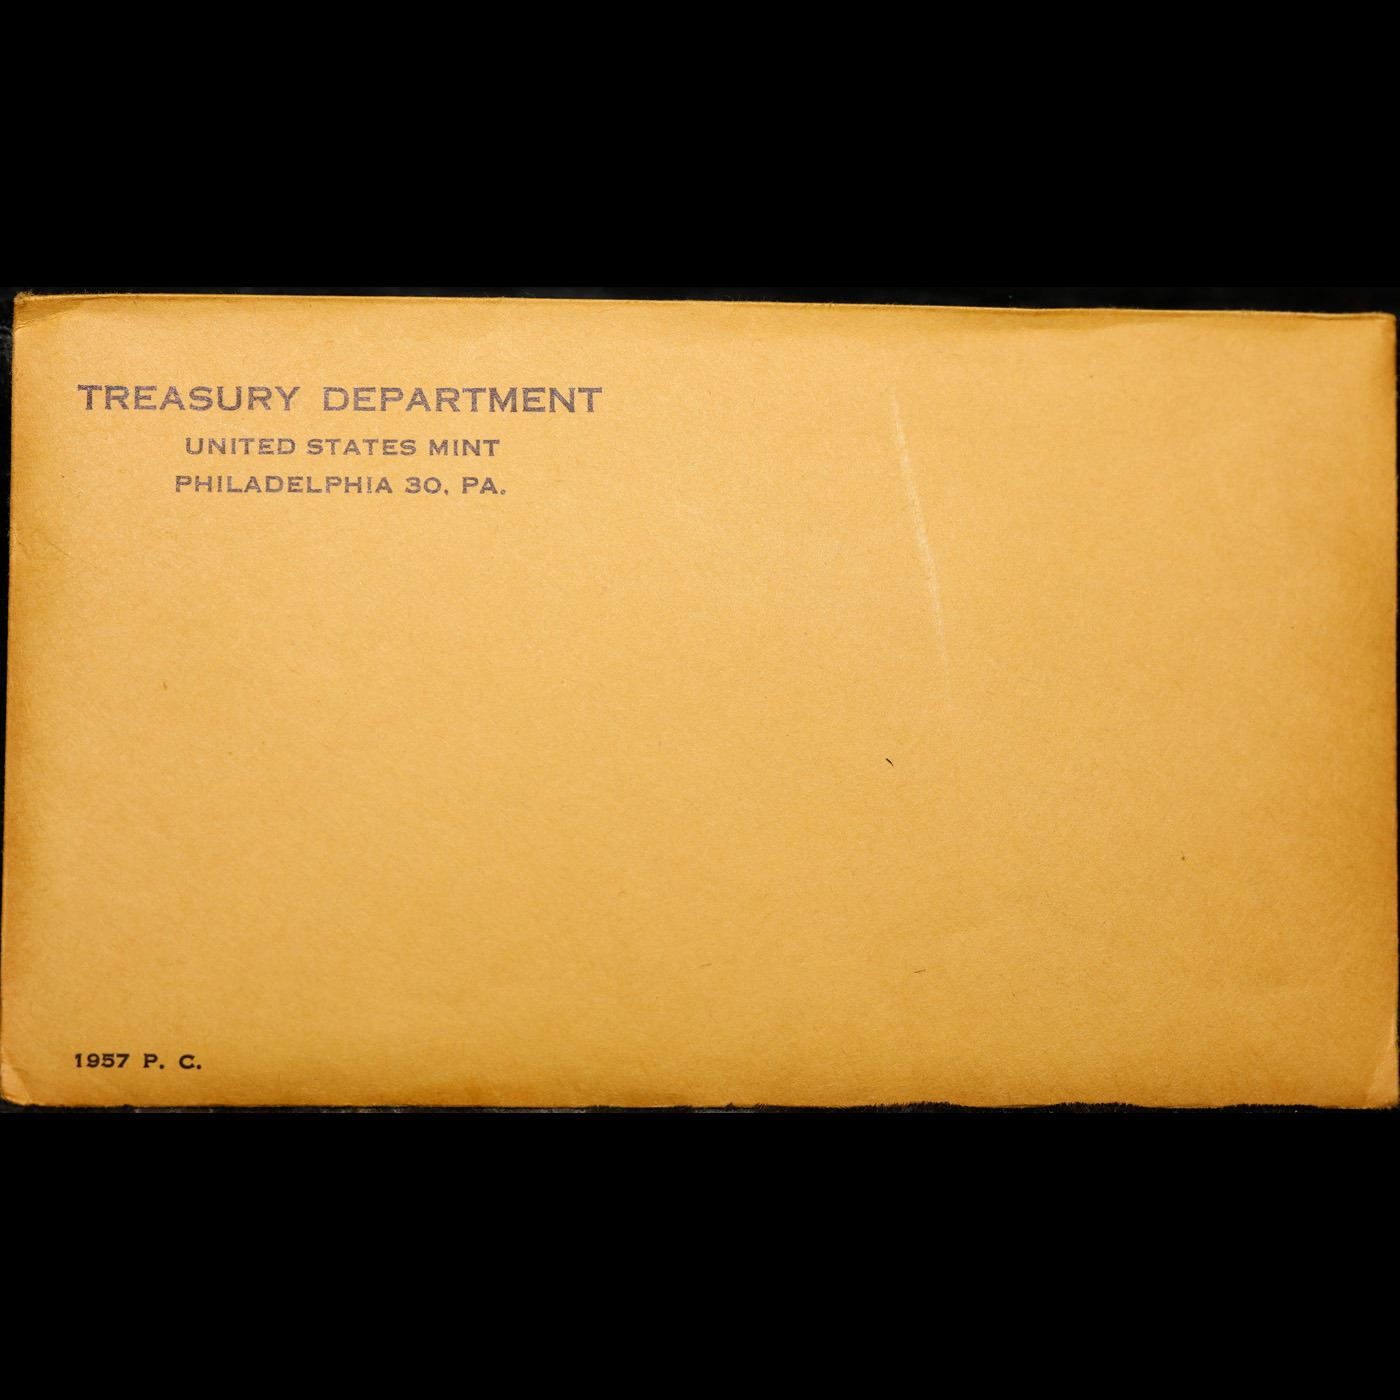 TREASURY DEPARTMENT
UNITED STATES MINT
PHILADELPHIA 30, PA.
1957 P. C.